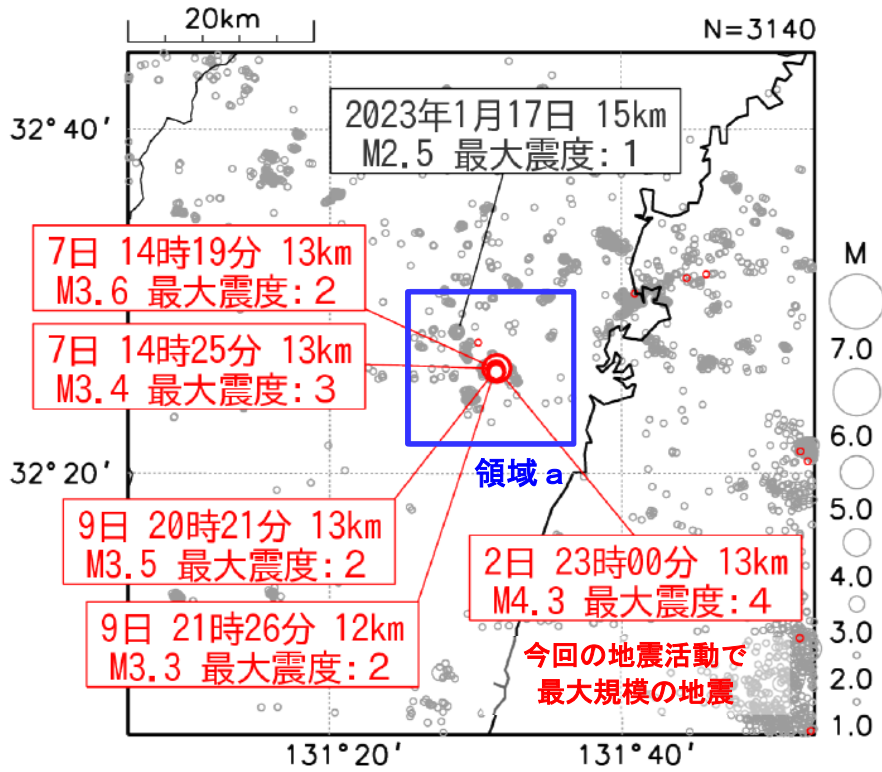 20km
N=3140
32°40′
2023年1月17日 15km
M2.5 最大震度:1
7日 14時19分 13km
M3.6 最大震度:2
7日 14時25分 13km
M3.4 最大震度:3
32°20′
領域a
9日 20時21分 13km
M3.5 最大震度:2
2日 23時00分 13km
M4.3 最大震度:4
9日 21時26分 12km
M3.3 最大震度:2
今回の地震活動で
最大規模の地震
M
7.0
6.0
5.0
4.0
3.0
2.0
1.0
131°20′
131°40′